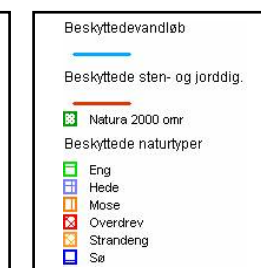 Beskyttedevandløb
Beskyttede sten- og jorddig.
Natura 2000 omr
Beskyttede naturtyper
Eng
Hede
Mose
Overdrev
Strandeng
Sø